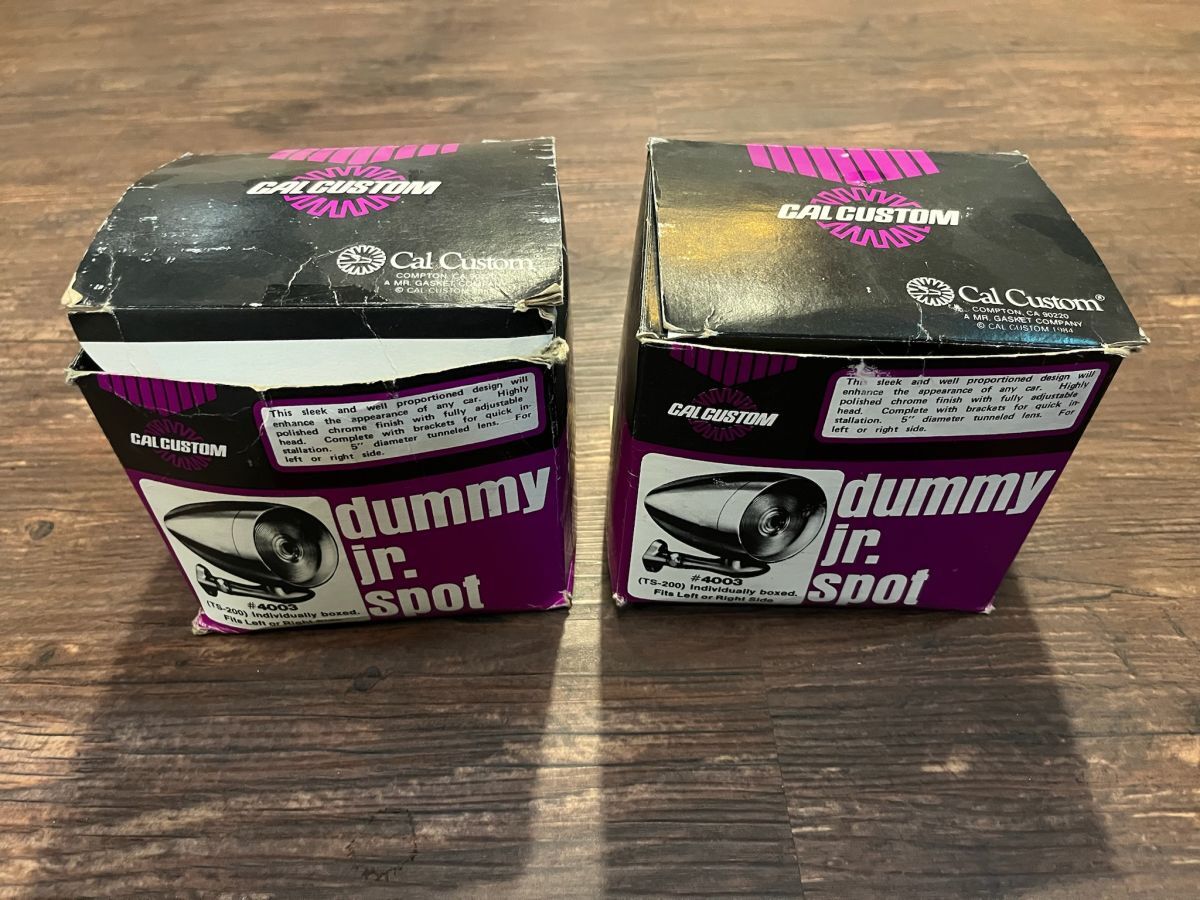 CAL CUSTOM
Cal Custom
COMPTON, CA
A MR. GASKET COMPANY
© CAL CUSTOM
This sleek and well proportioned design will
enhance the appearance of any car. Highly
polished chrome finish with fully adjustable
head. Complete with brackets for quick in-
stallation. 5" diameter tunneled lens. For
left or right side.
CAL CUSTOM
dummy
jr.
spot
#4003
(TS-200) Individually boxed.
Fits Left or Right
CAL CUSTOM
Cal Custom®
COMPTON, CA 90220
A MR. GASKET COMPANY
© CAL CUSTOM 1984
This sleek and well proportioned design will
enhance the appearance of any car. Highly
polished chrome finish with fully adjustable
head. Complete with brackets for quick in-
stallation. 5" diameter tunneled lens. For
left or right side.
CAL CUSTOM
dummy
jr.
spot
#4003
(TS-200) Individually boxed.
Fits Left or Right Side